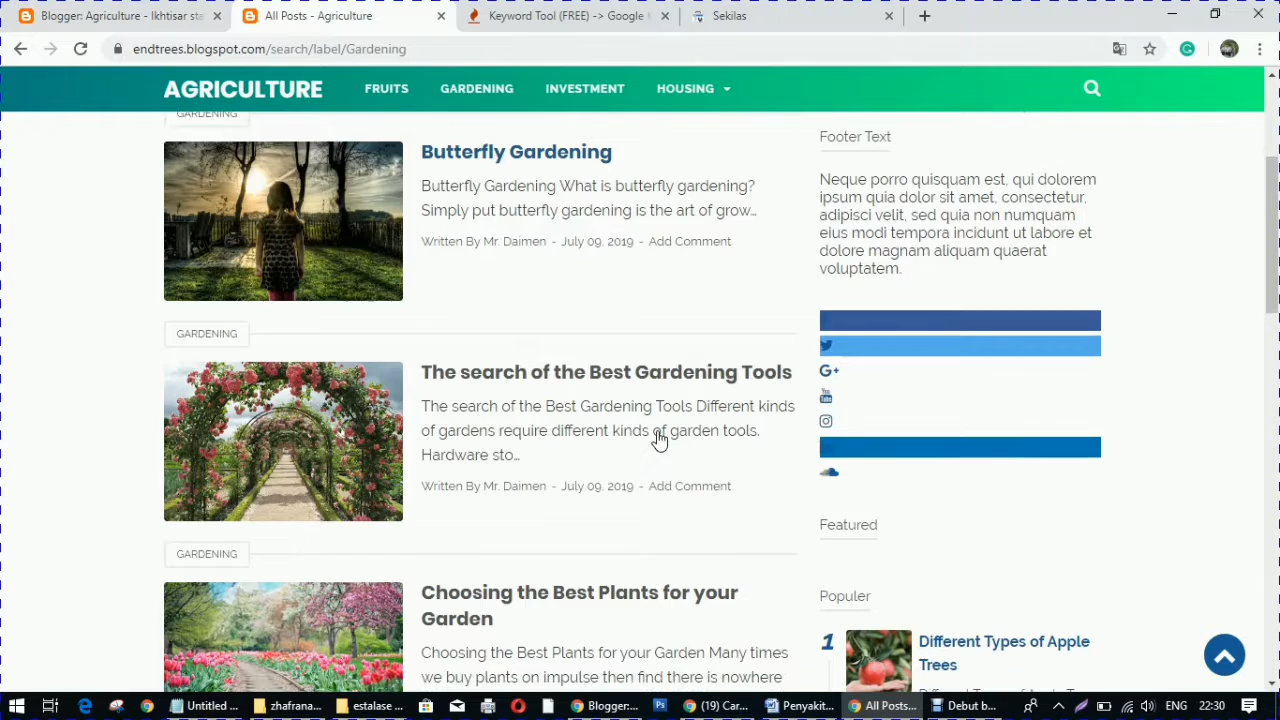 Blogger: Agriculture - Ikhtisar sta
All Posts - Agriculture
Keyword Tool (FREE) -> Google K
Sekilas
endtrees.blogspot.com/search/label/Gardening
AGRICULTURE
FRUITS
GARDENING
INVESTMENT
HOUSING
GARDENING
Butterfly Gardening
Butterfly Gardening What is butterfly gardening?
Simply put butterfly gardening is the art of grow…
Written By Mr. Daimen - July 09, 2019 - Add Comment
GARDENING
The search of the Best Gardening Tools
The search of the Best Gardening Tools Different kinds
of gardens require different kinds of garden tools.
Hardware sto…
Written By Mr. Daimen - July 09, 2019 - Add Comment
GARDENING
Choosing the Best Plants for your
Garden
Choosing the Best Plants for your Garden Many times
we buy plants on impulse then find there is nowhere
Footer Text
Neque porro quisquam est, qui dolorem
ipsum quia dolor sit amet, consectetur,
adipisci velit, sed quia non numquam
eius modi tempora incidunt ut labore et
dolore magnam aliquam quaerat
voluptatem.
G+
Featured
Populer
1
Different Types of Apple
Trees
Untitled ...
zhafrana...
estalase ...
Blogger:...
(19) Car...
Penyakit...
All Posts...
Debut b...
ENG
22:30